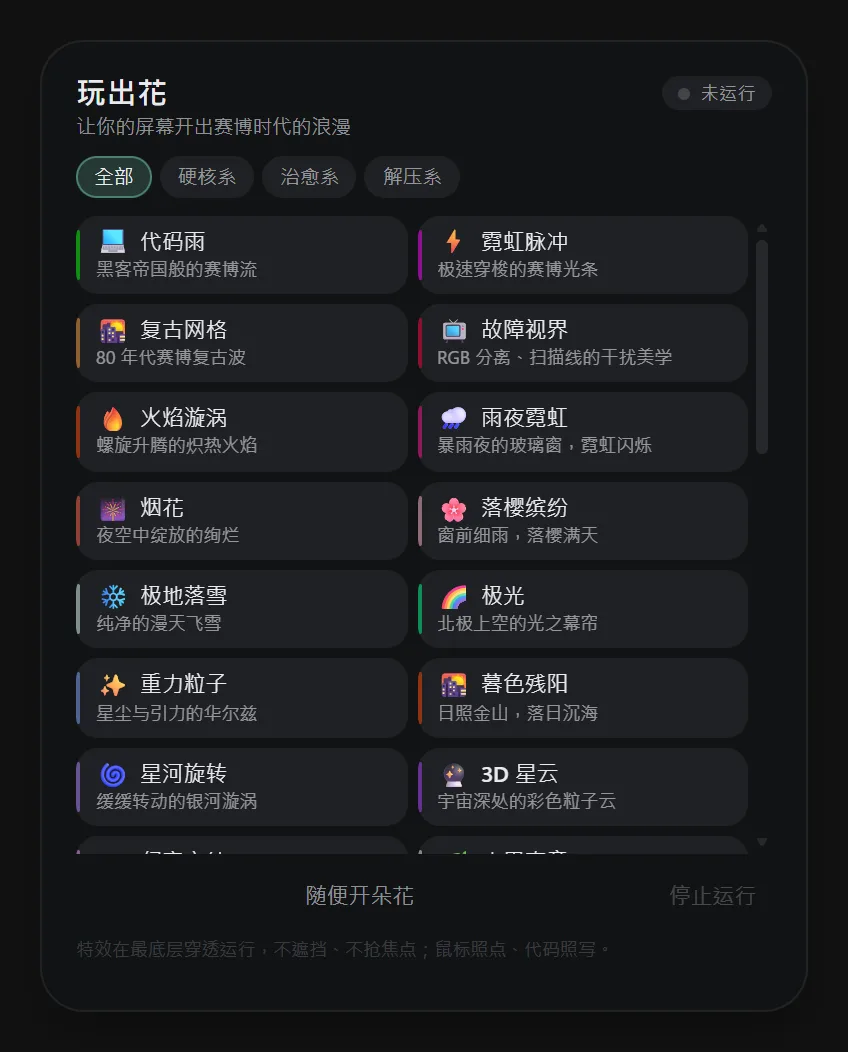 玩出花
未运行
让你的屏幕开出赛博时代的浪漫
全部
硬核系
治愈系
解压系
代码雨
黑客帝国般的赛博流
霓虹脉冲
极速穿梭的赛博光条
复古网格
80 年代赛博复古波
故障视界
RGB 分离、扫描线的干扰美学
火焰漩涡
螺旋升腾的炽热火焰
雨夜霓虹
暴雨夜的玻璃窗，霓虹闪烁
烟花
夜空中绽放的绚烂
落樱缤纷
窗前细雨，落樱满天
极地落雪
纯净的漫天飞雪
极光
北极上空的光之幕帘
重力粒子
星尘与引力的华尔兹
暮色残阳
日照金山，落日沉海
星河旋转
缓缓转动的银河漩涡
3D 星云
宇宙深处的彩色粒子云
随便开朵花
停止运行
特效在最底层穿透运行，不遮挡、不抢焦点；鼠标照点、代码照写。